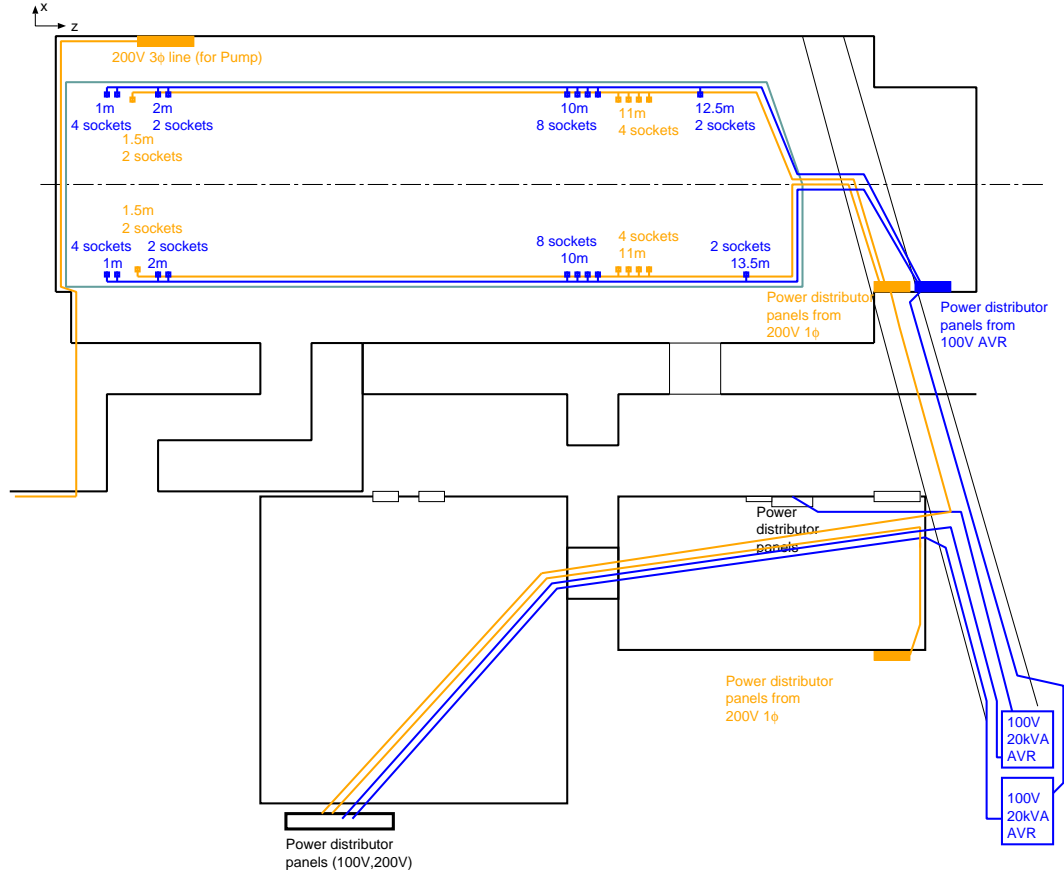 x
z
200V 3ϕ line (for Pump)
1m
2m
10m
11m
12.5m
4 sockets
2 sockets
8 sockets
4 sockets
2 sockets
1.5m
2 sockets
1.5m
2 sockets
4 sockets
2 sockets
8 sockets
4 sockets
2 sockets
1m
2m
10m
11m
13.5m
Power distributor
panels from
200V 1ϕ
Power distributor
panels from
100V AVR
Power
distributor
panels
Power distributor
panels from
200V 1ϕ
100V
20kVA
AVR
100V
20kVA
AVR
Power distributor
panels (100V,200V)